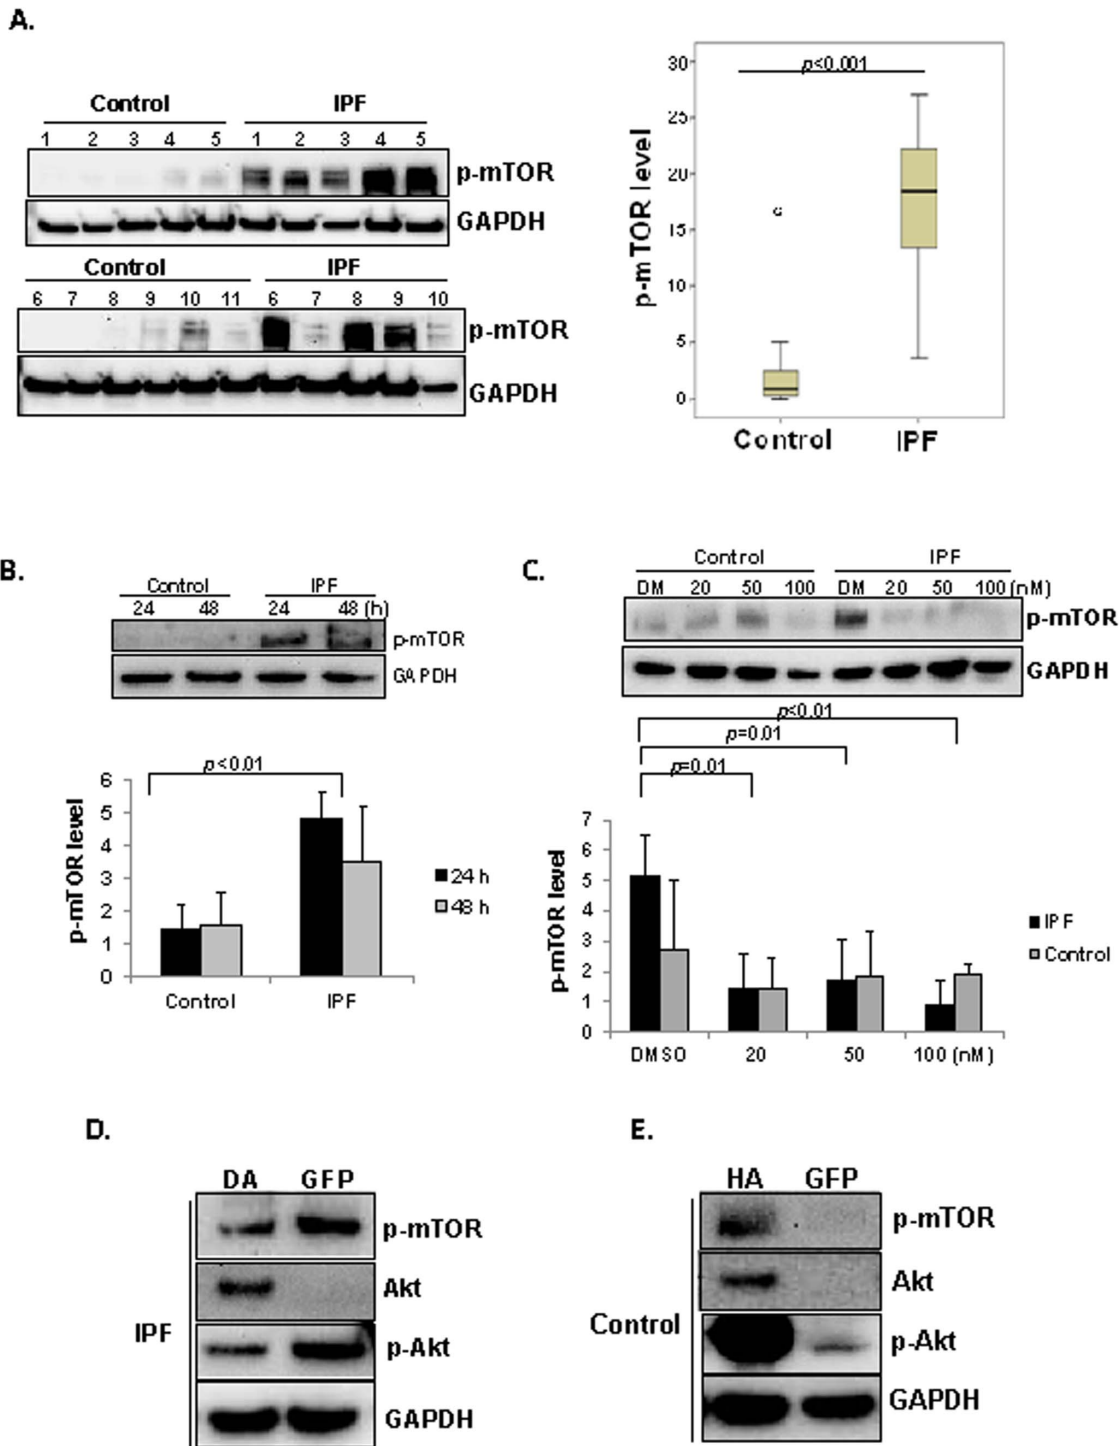 A.
Control IPF
1 2 3 4 5 1 2 3 4 5
p-mTOR
GAPDH
Control IPF
6 7 8 9 10 11 6 7 8 9 10
p-mTOR
GAPDH
p<0.001
p-mTOR level
30
25
20
15
10
5
0
Control IPF
B.
Control IPF
24 48 24 48 (h)
p-mTOR
GAPDH
p<0.01
p-mTOR level
6
5
4
3
2
1
0
Control IPF
24 h
48 h
C.
Control IPF
DM 20 50 100 DM 20 50 100 (nM)
p-mTOR
GAPDH
p<0.01
p=0.01
p=0.01
p-mTOR level
7
6
5
4
3
2
1
0
DMSO 20 50 100 (nM)
IPF
Control
D.
DA GFP
p-mTOR
Akt
p-Akt
GAPDH
IPF
E.
HA GFP
p-mTOR
Akt
p-Akt
GAPDH
Control